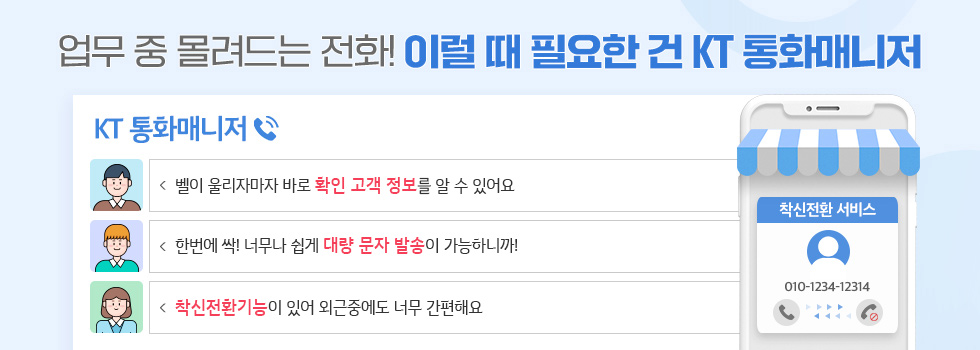 업무 중 몰려드는 전화! 이럴 때 필요한 건 KT 통화매니저
KT 통화매니저
벨이 울리자마자 바로 확인 고객 정보를 알 수 있어요
한번에 싹! 너무나 쉽게 대량 문자 발송이 가능하니까!
착신전환기능이 있어 외근중에도 너무 간편해요
착신전환 서비스
010-1234-12314